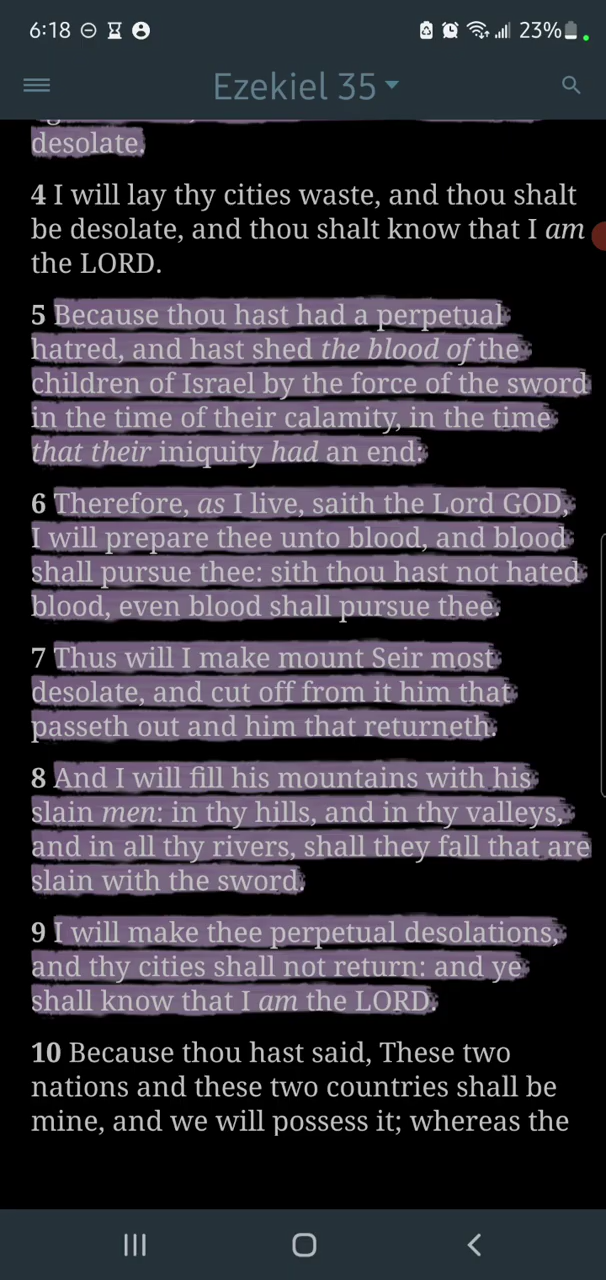 6:18 23%
Ezekiel 35
desolate.
4 I will lay thy cities waste, and thou shalt
be desolate, and thou shalt know that I am
the LORD.
5 Because thou hast had a perpetual
hatred, and hast shed the blood of the
children of Israel by the force of the sword
in the time of their calamity, in the time
that their iniquity had an end:
6 Therefore, as I live, saith the Lord GOD,
I will prepare thee unto blood, and blood
shall pursue thee: sith thou hast not hated
blood, even blood shall pursue thee.
7 Thus will I make mount Seir most
desolate, and cut off from it him that
passeth out and him that returneth.
8 And I will fill his mountains with his
slain men: in thy hills, and in thy valleys,
and in all thy rivers, shall they fall that are
slain with the sword.
9 I will make thee perpetual desolations,
and thy cities shall not return: and ye
shall know that I am the LORD.
10 Because thou hast said, These two
nations and these two countries shall be
mine, and we will possess it; whereas the